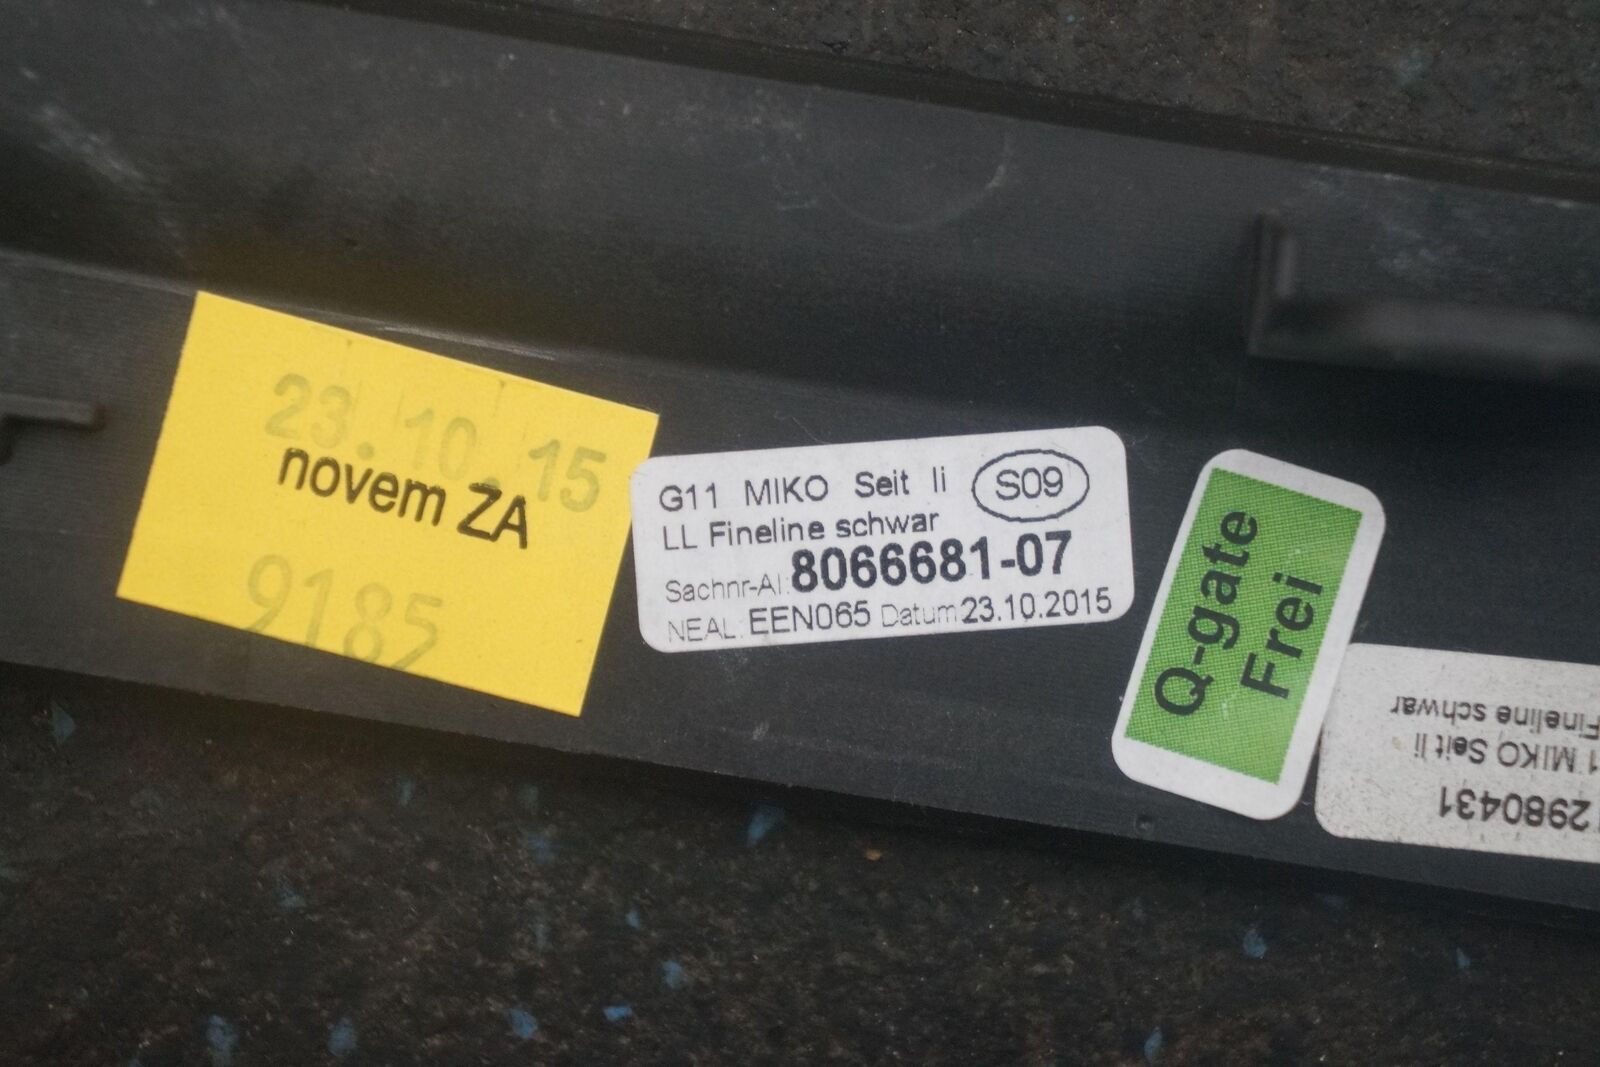 23.10.15
novem ZA
9185
G11 MIKO Seit li S09
LL Fineline schwar
Sachnr-AI: 8066681-07
NEAL: EEN065 Datum: 23.10.2015
Q-gate
Frei
2980431
1 MIKO Seit li
Fineline schwar